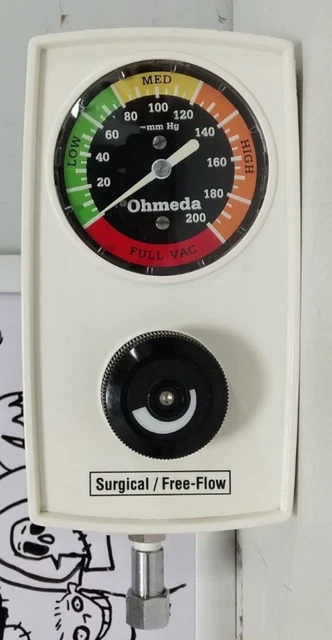 MED
LOW
HIGH
80 100 120
60 -mm Hg 140
40 160
20 180
Ohmeda
200
FULL VAC
Surgical / Free-Flow